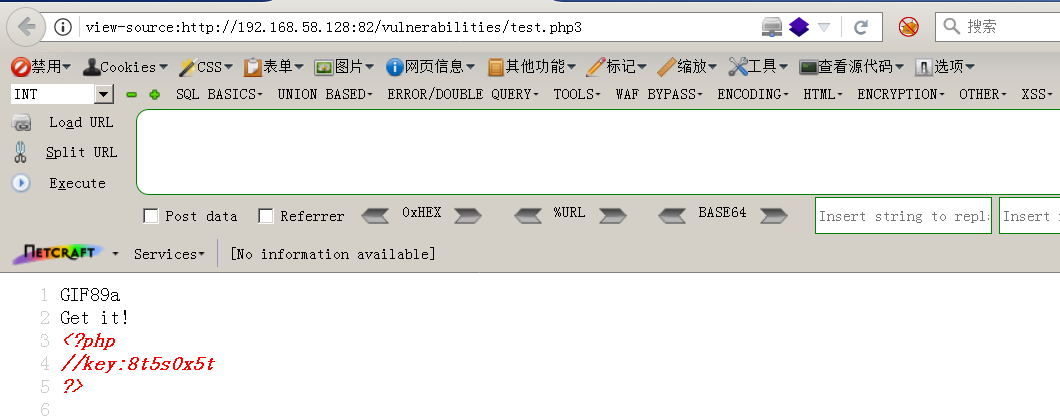 view-source:http://192.168.58.128:82/vulnerabilities/test.php3
搜索
禁用 Cookies CSS 表单 图片 网页信息 其他功能 标记 缩放 工具 查看源代码 选项
INT SQL BASICS UNION BASED ERROR/DOUBLE QUERY TOOLS WAF BYPASS ENCODING HTML ENCRYPTION OTHER XSS
Load URL
Split URL
Execute
Post data Referrer 0xHEX %URL BASE64 Insert string to repl Insert
NETCRAFT Services [No information available]
1 GIF89a
2 Get it!
3 <?php
4 //key:8t5s0x5t
5 ?>
6